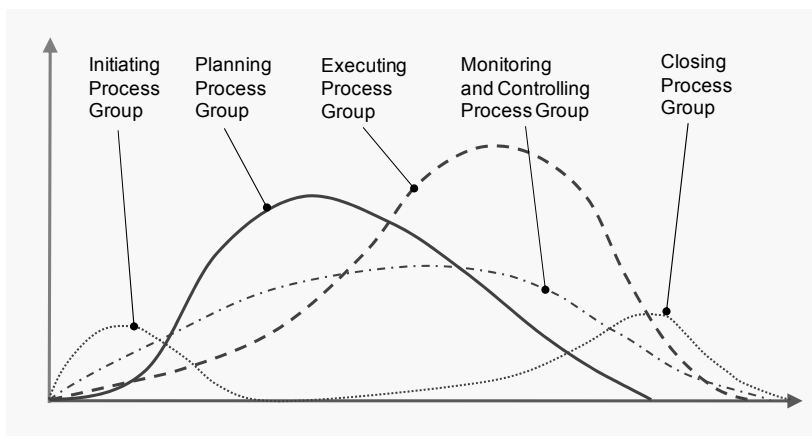 Initiating
Process
Group
Planning
Process
Group
Executing
Process
Group
Monitoring
and Controlling
Process Group
Closing
Process
Group